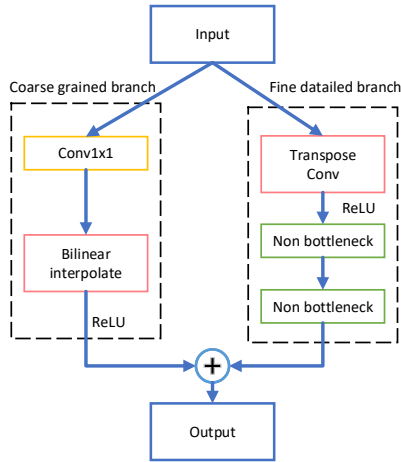 Input
Coarse grained branch
Fine datailed branch
Conv1x1
Bilinear
interpolate
ReLU
Transpose
Conv
ReLU
Non bottleneck
Non bottleneck
+
Output